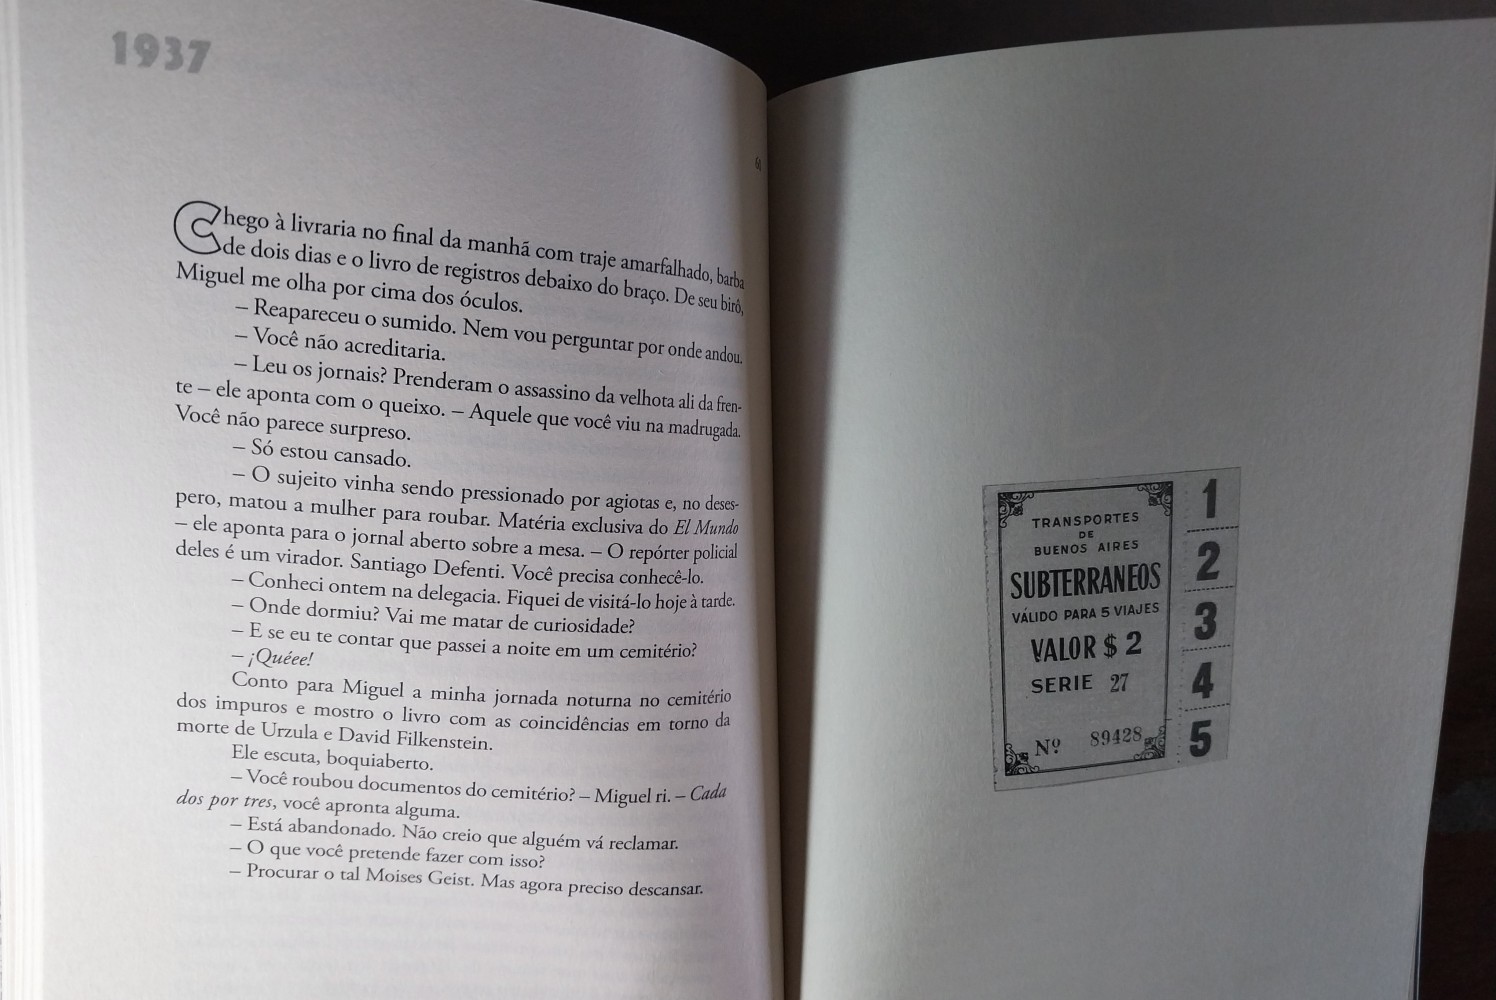 1937
Chego à livraria no final da manhã com traje amarfalhado, barba
de dois dias e o livro de registros debaixo do braço. De seu birô,
Miguel me olha por cima dos óculos.
– Reapareceu o sumido. Nem vou perguntar por onde andou.
– Você não acreditaria.
– Leu os jornais? Prenderam o assassino da velhota ali da fren-
te – ele aponta com o queixo. – Aquele que você viu na madrugada.
Você não parece surpreso.
– Só estou cansado.
– O sujeito vinha sendo pressionado por agiotas e, no deses-
pero, matou a mulher para roubar. Matéria exclusiva do El Mundo
– ele aponta para o jornal aberto sobre a mesa. – O repórter policial
deles é um virador. Santiago Defenti. Você precisa conhecê-lo.
– Conheci ontem na delegacia. Fiquei de visitá-lo hoje à tarde.
– Onde dormiu? Vai me matar de curiosidade?
– E se eu te contar que passei a noite em um cemitério?
– ¡Quéee!
Conto para Miguel a minha jornada noturna no cemitério
dos impuros e mostro o livro com as coincidências em torno da
morte de Urzula e David Filkenstein.
Ele escuta, boquiaberto.
– Você roubou documentos do cemitério? – Miguel ri. – Cada
dos por tres, você apronta alguma.
– Está abandonado. Não creio que alguém vá reclamar.
– O que você pretende fazer com isso?
– Procurar o tal Moises Geist. Mas agora preciso descansar.
TRANSPORTES
DE
BUENOS AIRES
SUBTERRANEOS
VÁLIDO PARA 5 VIAJES
VALOR $ 2
SERIE 27
Nº 89428
1
2
3
4
5